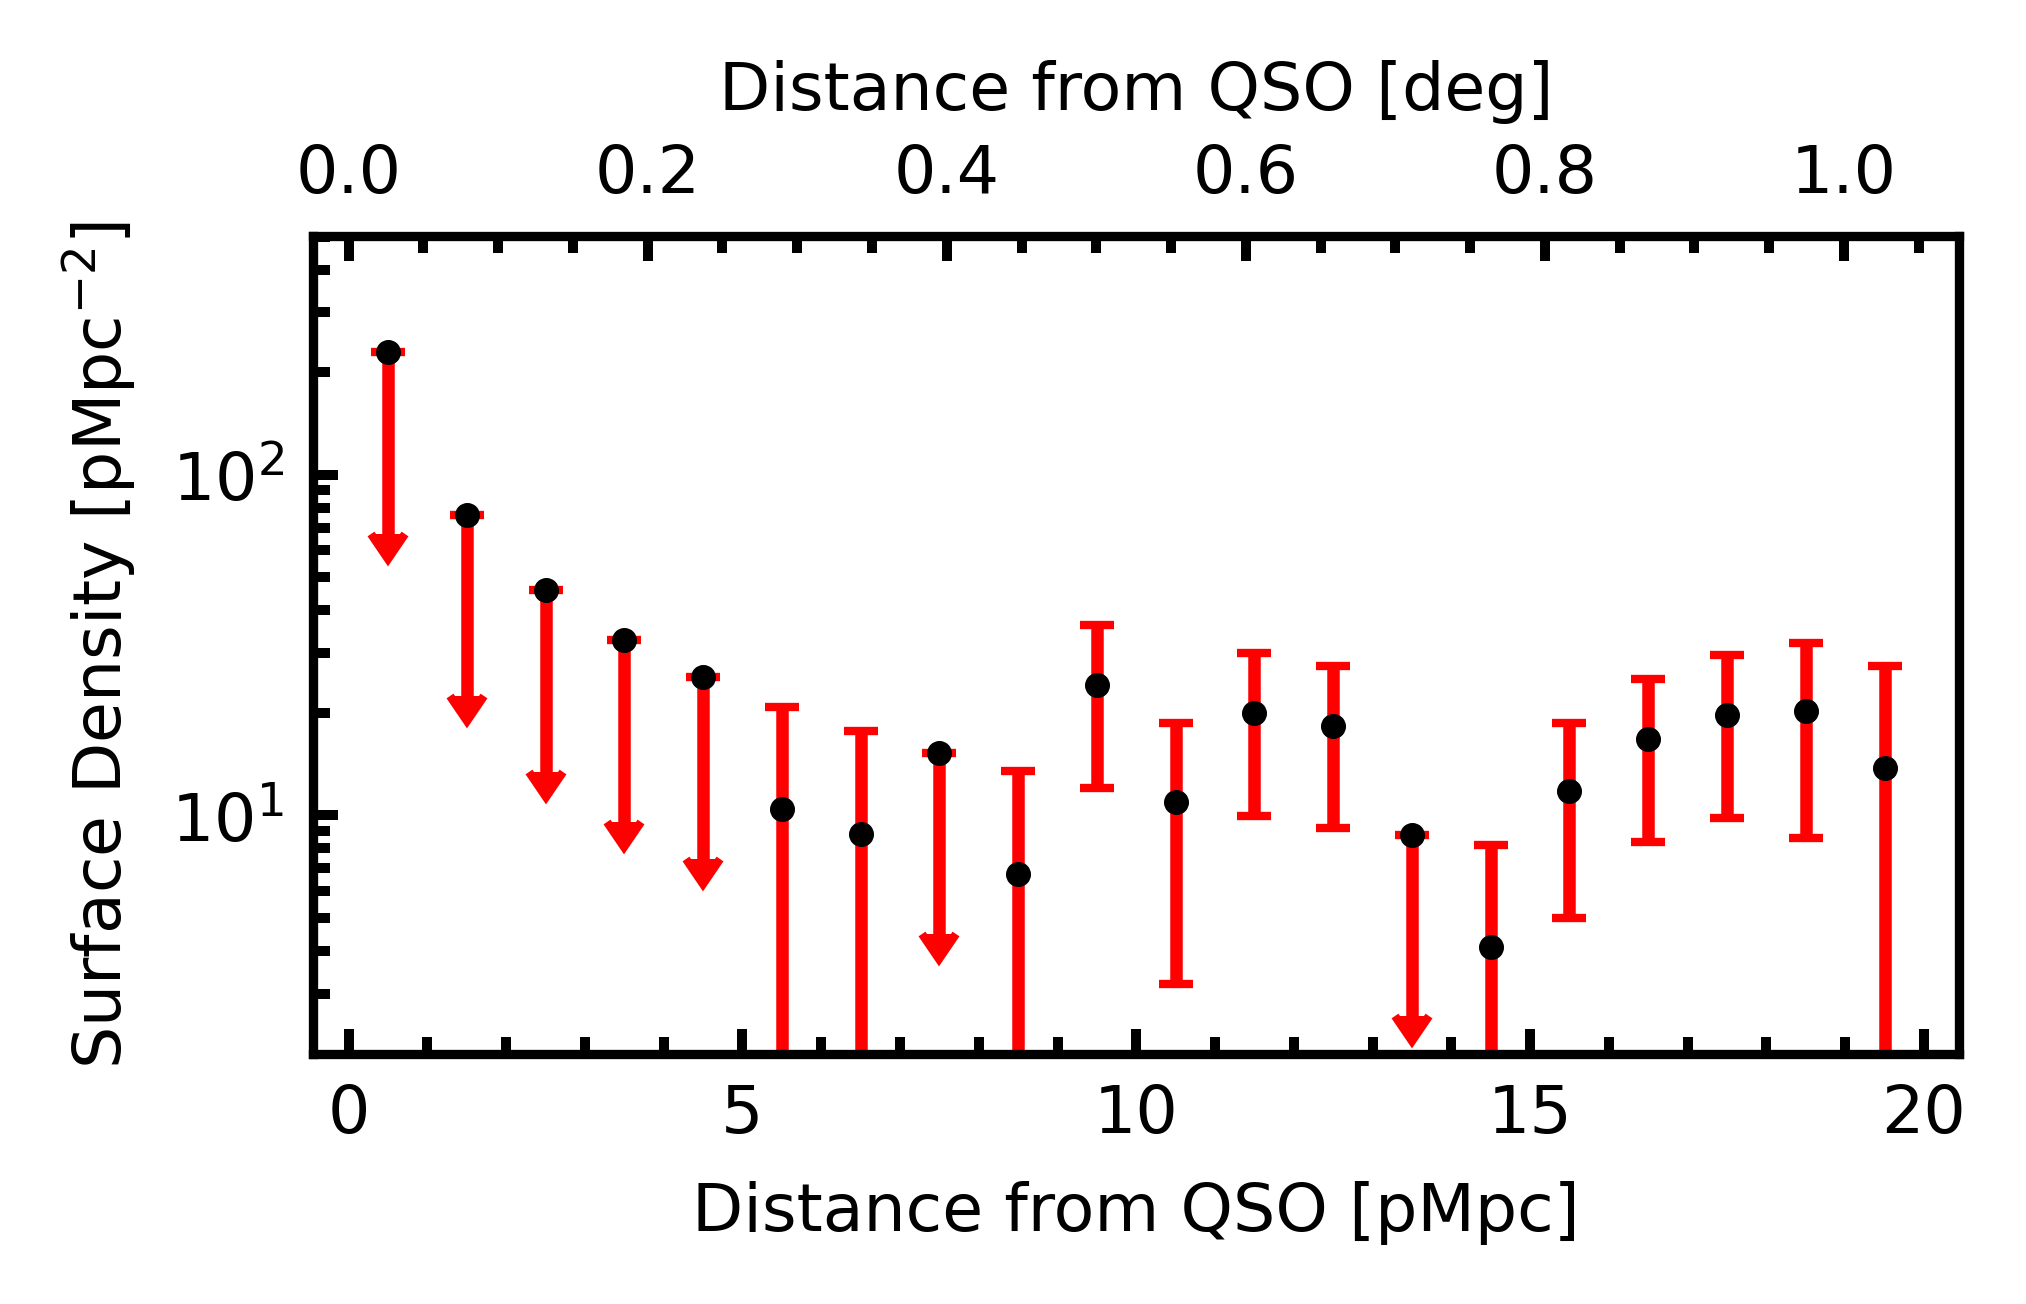 Distance from QSO [deg]
0.0 0.2 0.4 0.6 0.8 1.0
Surface Density [pMpc⁻²]
10²
10¹
0 5 10 15 20
Distance from QSO [pMpc]